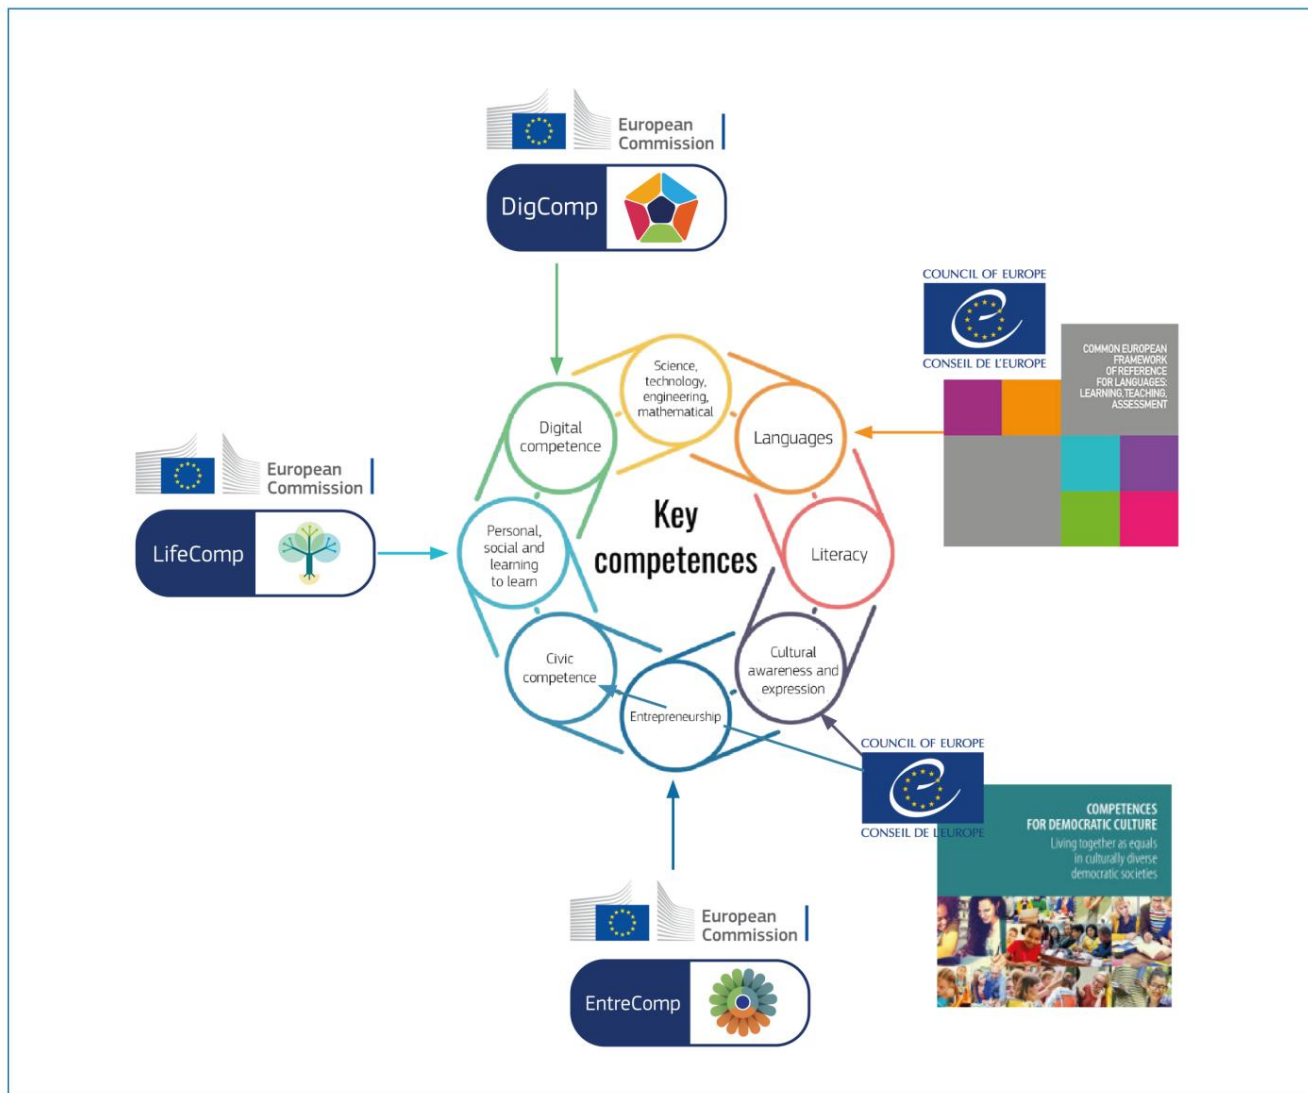 European
Commission
DigComp
COUNCIL OF EUROPE
CONSEIL DE L'EUROPE
COMMON EUROPEAN
FRAMEWORK
OF REFERENCE
FOR LANGUAGES:
LEARNING, TEACHING,
ASSESSMENT
Science,
technology,
engineering,
mathematical
Digital
competence
Languages
European
Commission
LifeComp
Personal,
social and
learning
to learn
Key
competences
Literacy
Civic
competence
Cultural
awareness and
expression
Entrepreneurship
COUNCIL OF EUROPE
CONSEIL DE L'EUROPE
COMPETENCES
FOR DEMOCRATIC CULTURE
Living together as equals
in culturally diverse
democratic societies
European
Commission
EntreComp